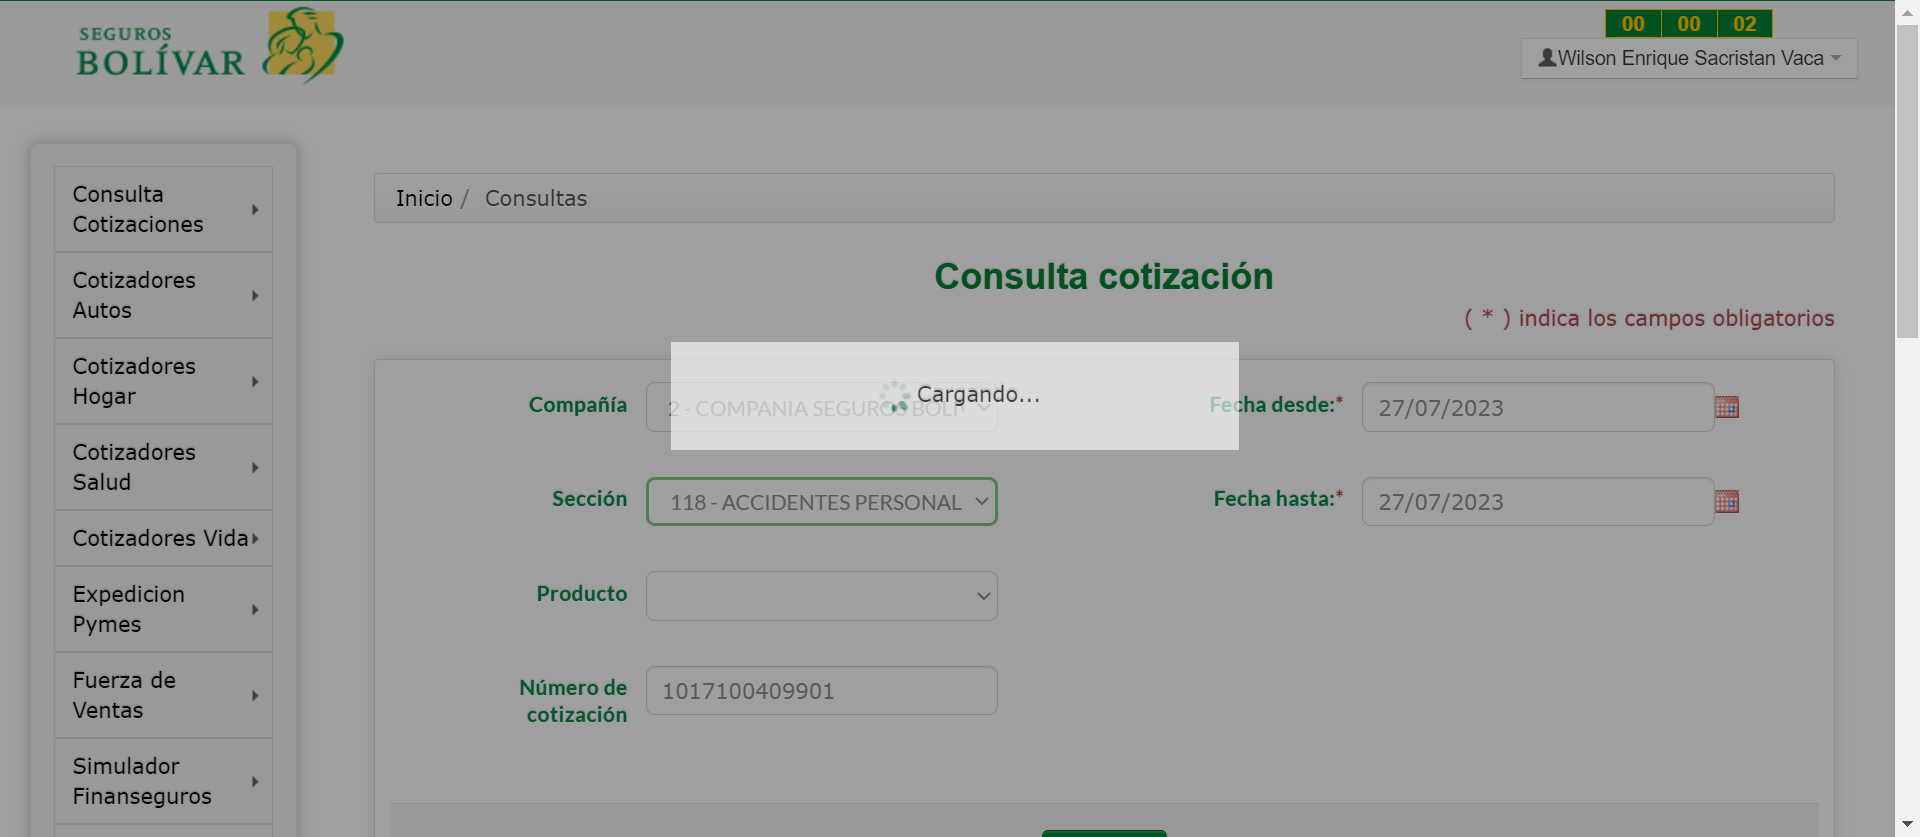 SEGUROS
BOLÍVAR
00 00 02
Wilson Enrique Sacristan Vaca
Consulta
Cotizaciones
Cotizadores
Autos
Cotizadores
Hogar
Cotizadores
Salud
Cotizadores Vida
Expedicion
Pymes
Fuerza de
Ventas
Simulador
Finanseguros
Inicio / Consultas
Consulta cotización
( * ) indica los campos obligatorios
Cargando...
Compañía 2 - COMPANIA SEGUROS BOLI
Fecha desde:* 27/07/2023
Sección 118 - ACCIDENTES PERSONAL
Fecha hasta:* 27/07/2023
Producto
Número de
cotización
1017100409901